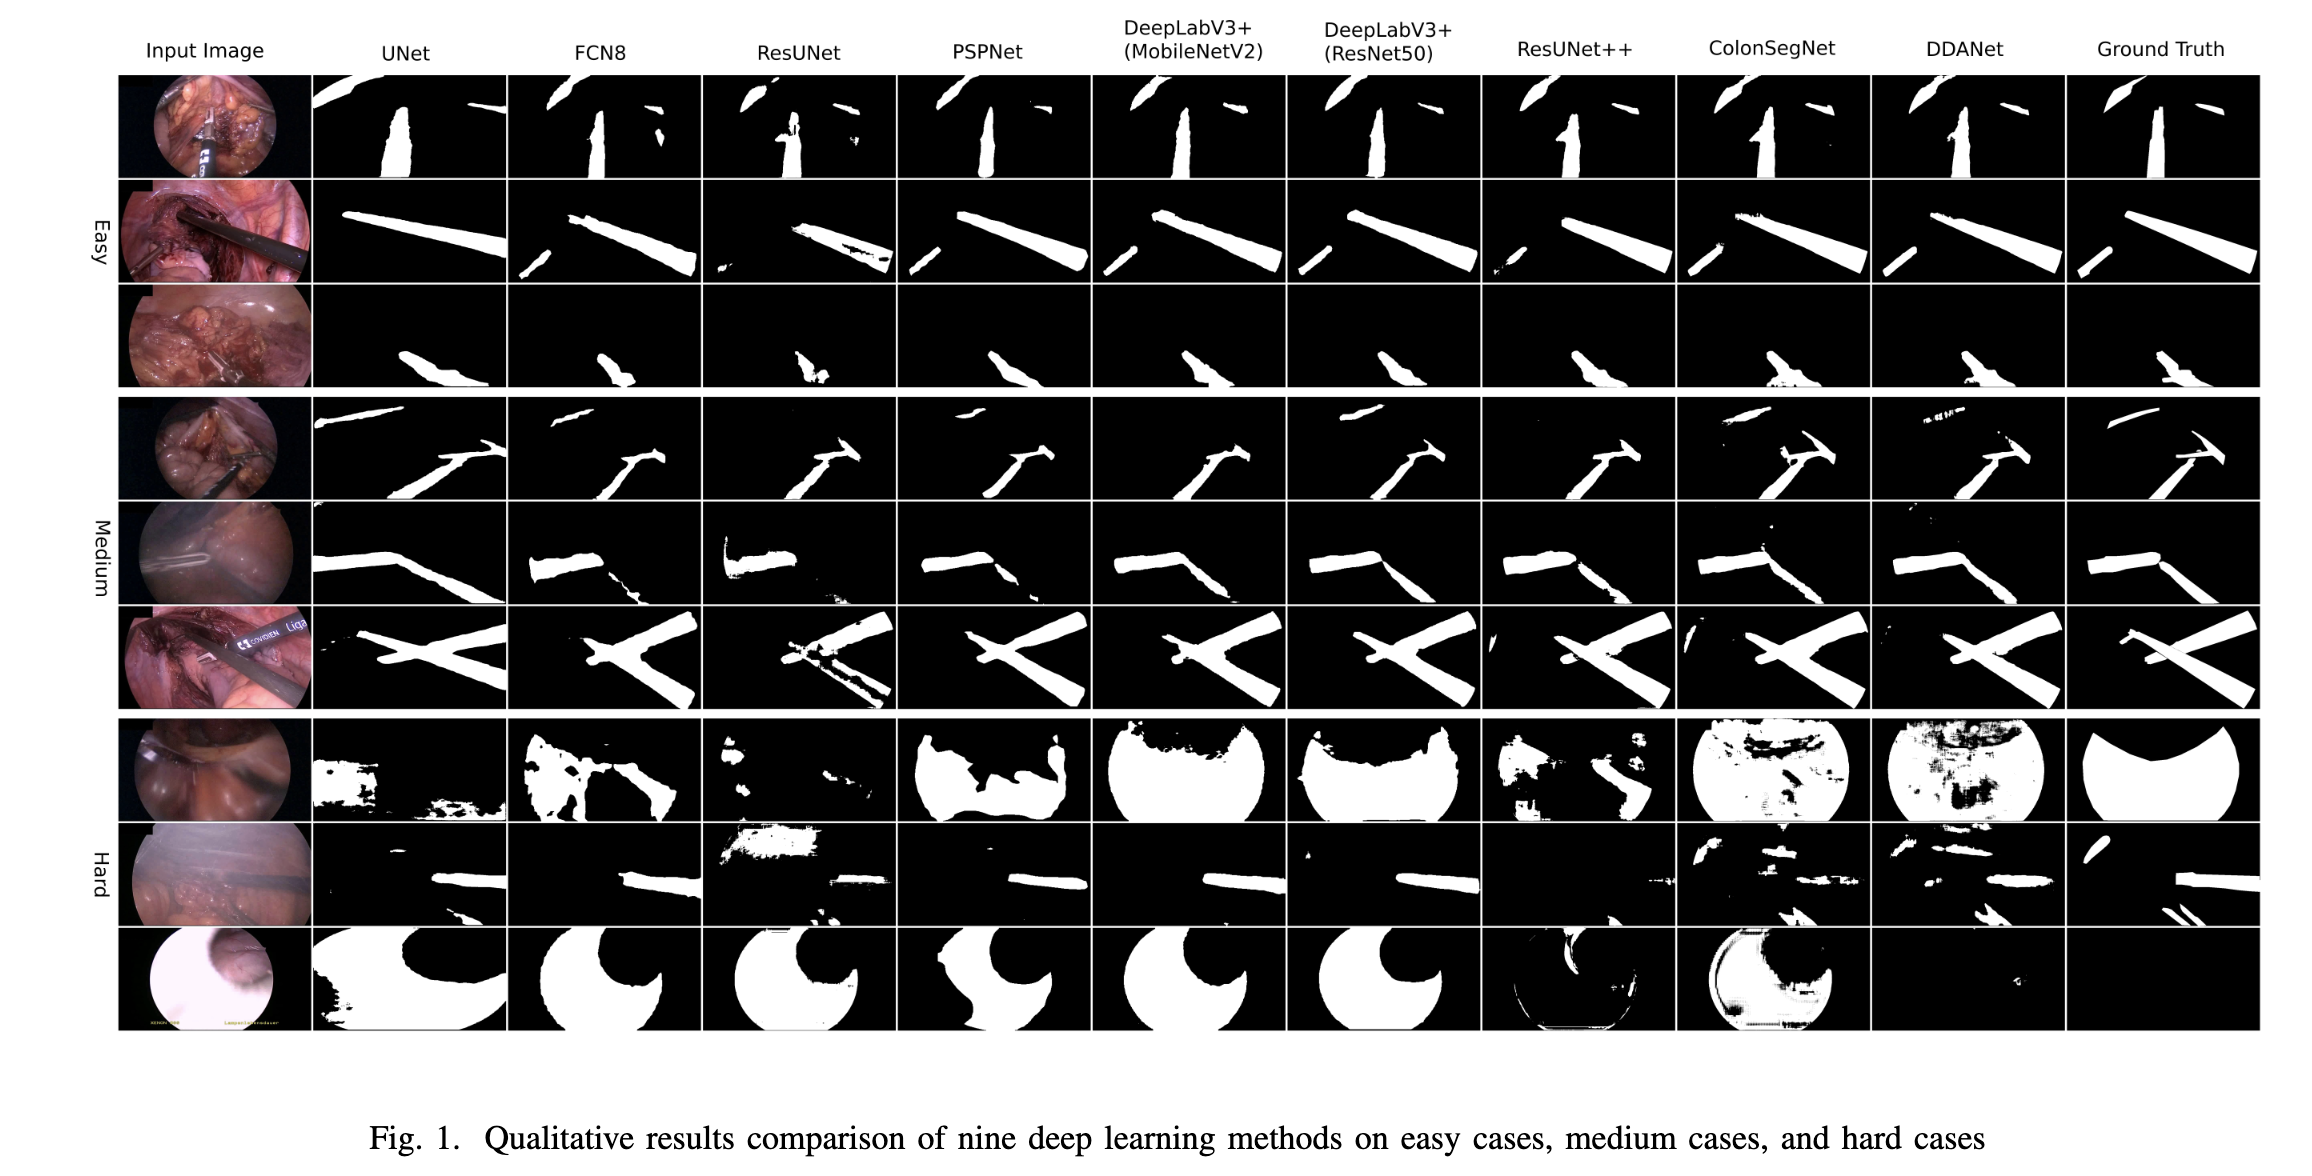 Input Image
UNet
FCN8
ResUNet
PSPNet
DeepLabV3+
(MobileNetV2)
DeepLabV3+
(ResNet50)
ResUNet++
ColonSegNet
DDANet
Ground Truth
Easy
Medium
COVIDIEN Liga
Hard
Fig. 1. Qualitative results comparison of nine deep learning methods on easy cases, medium cases, and hard cases